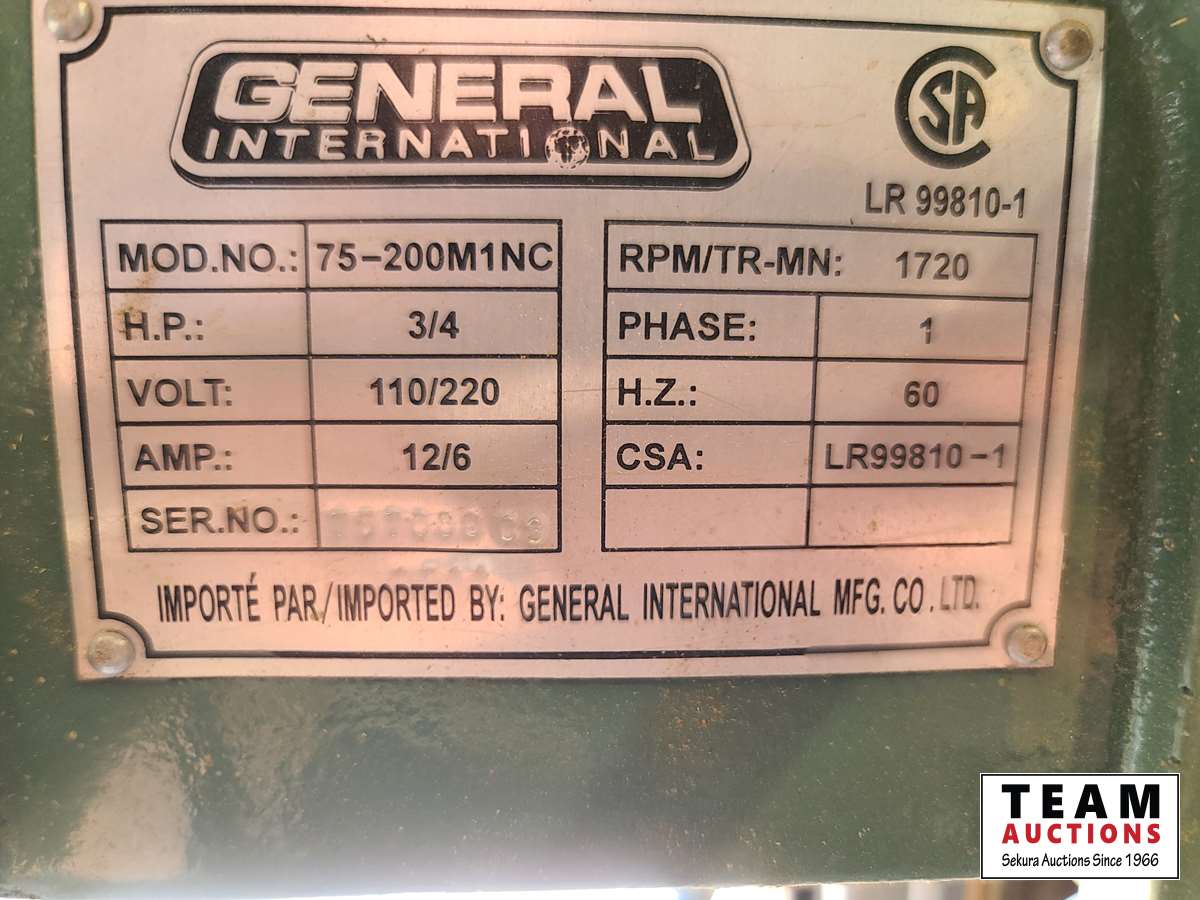 GENERAL
INTERNATIONAL
CSA
LR 99810-1
MOD.NO.: 75-200M1NC
H.P.: 3/4
VOLT: 110/220
AMP.: 12/6
SER.NO.:
RPM/TR-MN: 1720
PHASE: 1
H.Z.: 60
CSA: LR99810-1
IMPORTÉ PAR/IMPORTED BY: GENERAL INTERNATIONAL MFG. CO. LTD.
TEAM
AUCTIONS
Sekura Auctions Since 1966